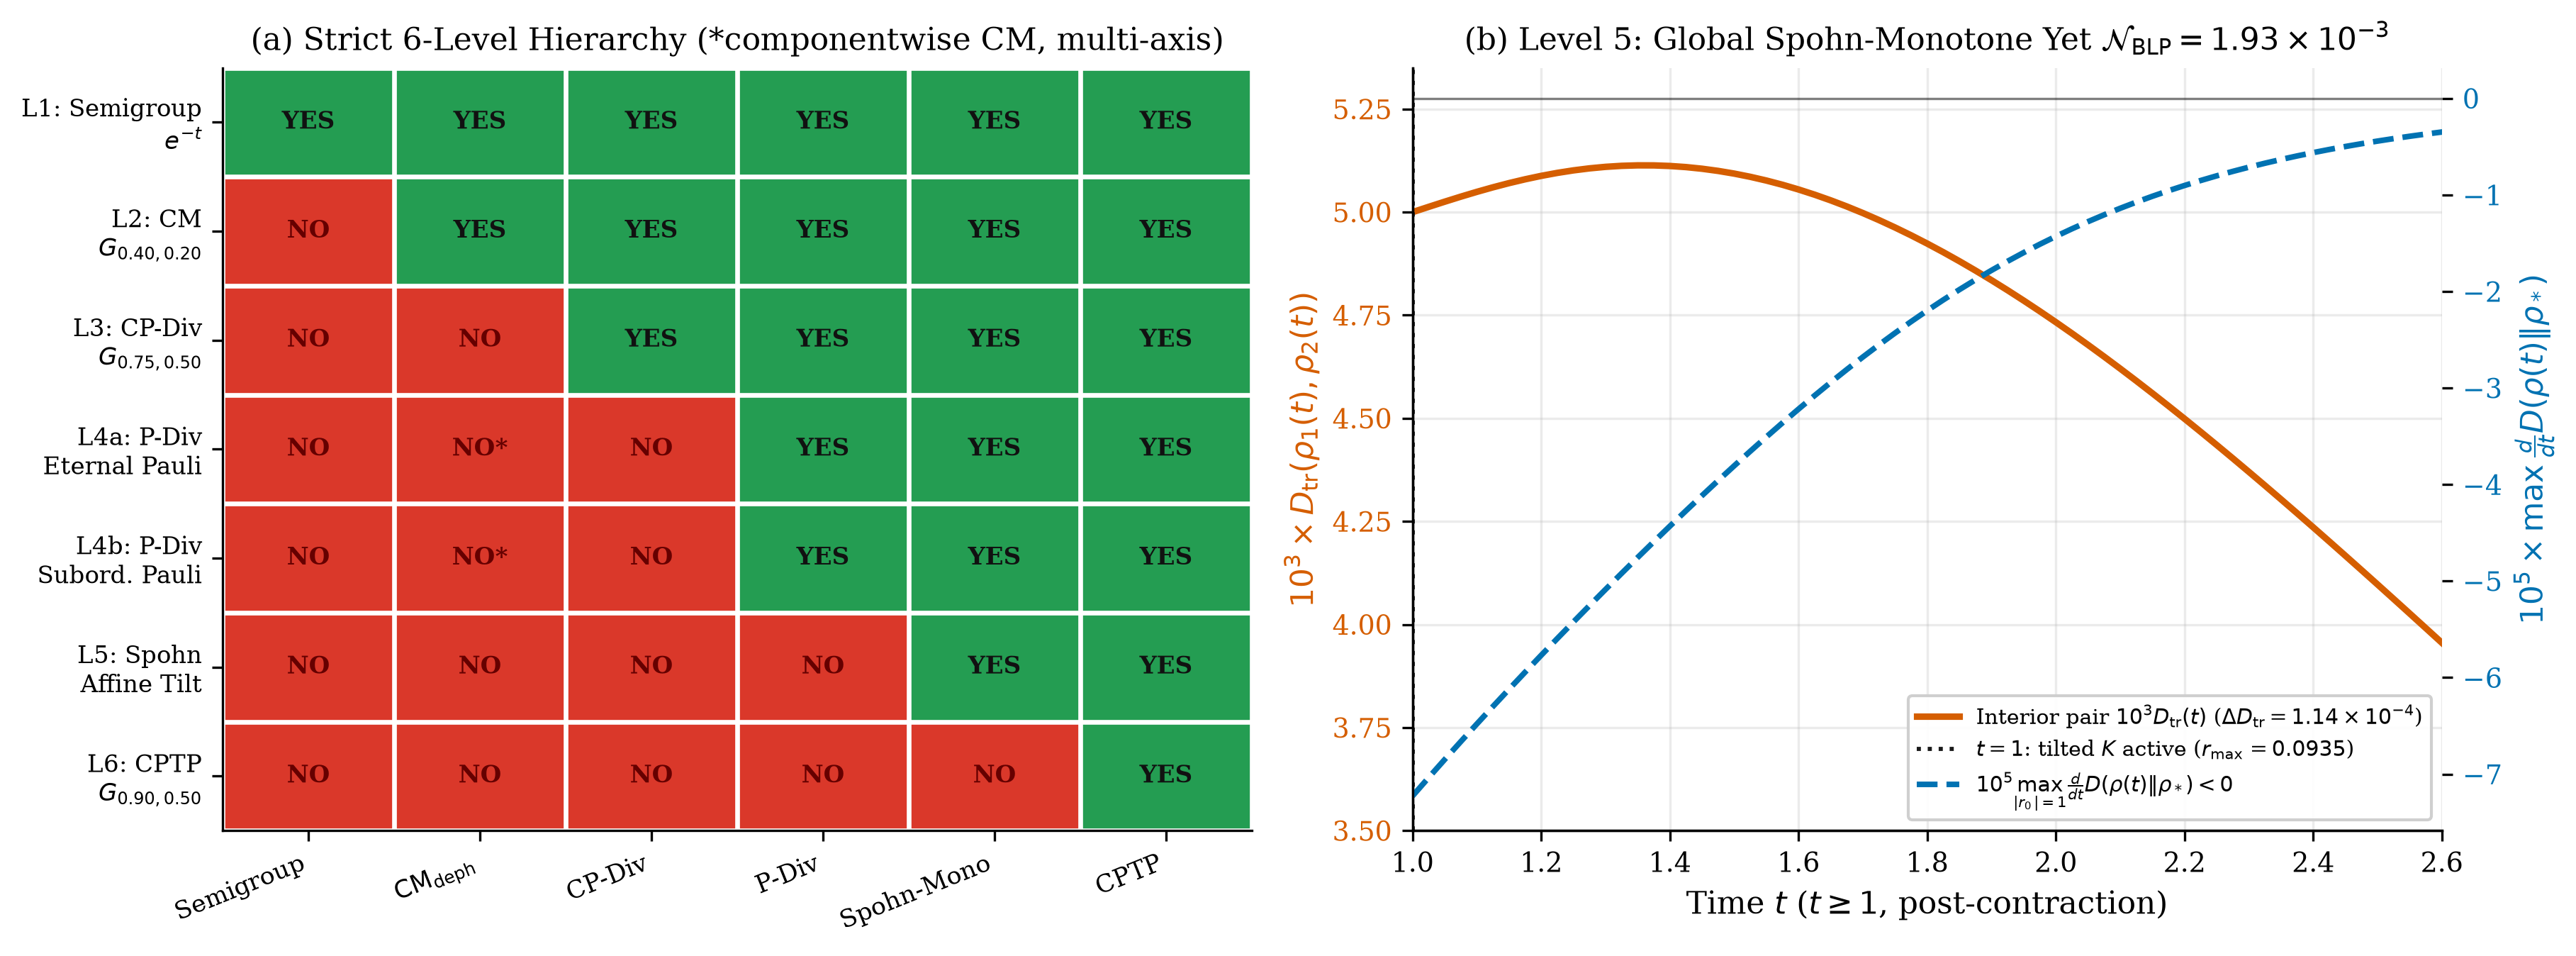 (a) Strict 6-Level Hierarchy (*componentwise CM, multi-axis)
L1: Semigroup
e^{-t}
YES YES YES YES YES YES
L2: CM
G_{0.40, 0.20}
NO YES YES YES YES YES
L3: CP-Div
G_{0.75, 0.50}
NO NO YES YES YES YES
L4a: P-Div
Eternal Pauli
NO NO* NO YES YES YES
L4b: P-Div
Subord. Pauli
NO NO* NO YES YES YES
L5: Spohn
Affine Tilt
NO NO NO NO YES YES
L6: CPTP
G_{0.90, 0.50}
NO NO NO NO NO YES
Semigroup CM_{deph} CP-Div P-Div Spohn-Mono CPTP
(b) Level 5: Global Spohn-Monotone Yet 𝒩_{BLP} = 1.93 × 10^{−3}
10^3 × D_{tr}(ρ_1(t), ρ_2(t))
5.25
5.00
4.75
4.50
4.25
4.00
3.75
3.50
0
−1
−2
−3
−4
−5
−6
−7
10^5 × max d/dt D(ρ(t)‖ρ_*)
Interior pair 10^3 D_{tr}(t) (ΔD_{tr} = 1.14 × 10^{−4})
t = 1: tilted K active (r_{max} = 0.0935)
10^5 max_{|r_0|=1} d/dt D(ρ(t)‖ρ_*) < 0
1.0 1.2 1.4 1.6 1.8 2.0 2.2 2.4 2.6
Time t (t ≥ 1, post-contraction)